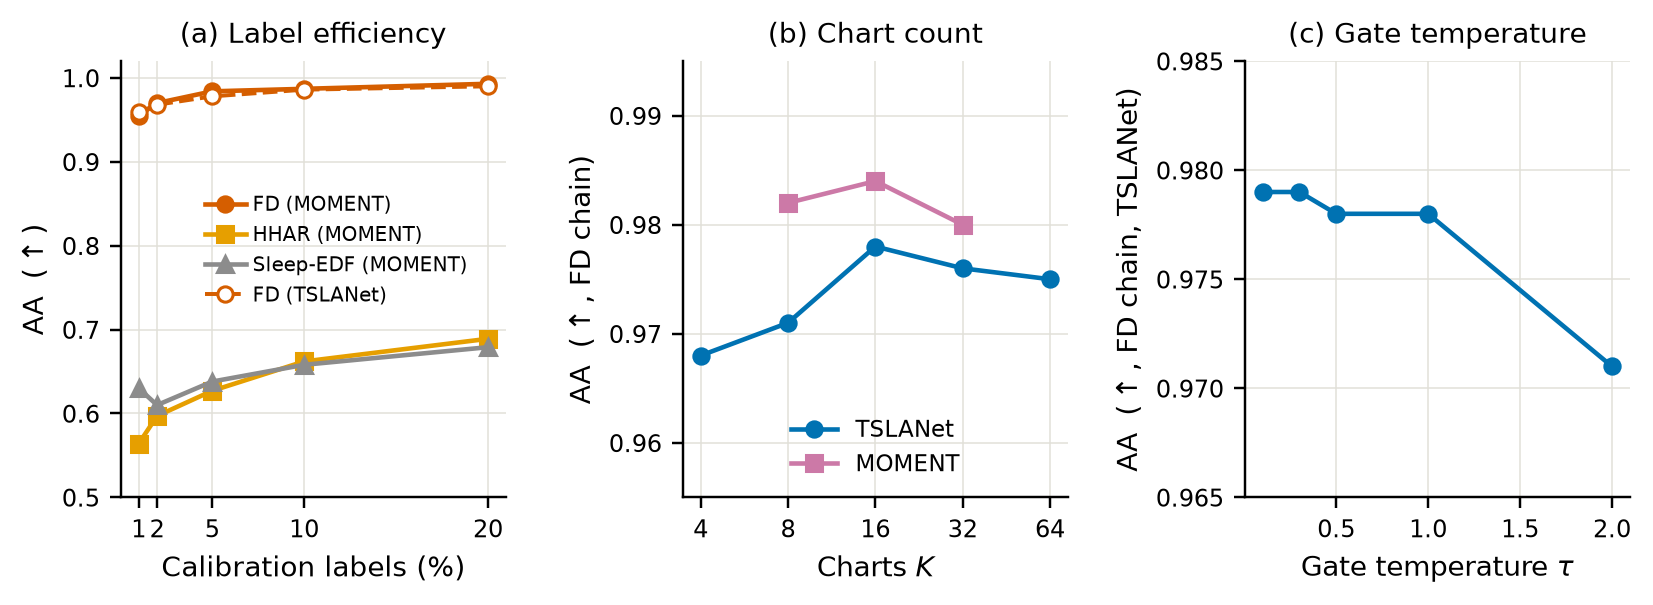 (a) Label efficiency
AA (↑)
1.0
0.9
0.8
0.7
0.6
0.5
FD (MOMENT)
HHAR (MOMENT)
Sleep-EDF (MOMENT)
FD (TSLANet)
1 2 5 10 20
Calibration labels (%)
(b) Chart count
AA (↑, FD chain)
0.99
0.98
0.97
0.96
TSLANet
MOMENT
4 8 16 32 64
Charts K
(c) Gate temperature
AA (↑, FD chain, TSLANet)
0.985
0.980
0.975
0.970
0.965
0.5 1.0 1.5 2.0
Gate temperature τ